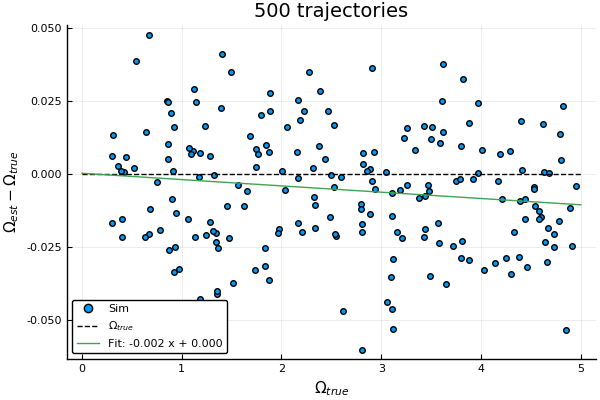 500 trajectories
0.050
0.025
0.000
-0.025
-0.050
Ω_est − Ω_true
Sim
Ω_true
Fit: -0.002 x + 0.000
0 1 2 3 4 5
Ω_true